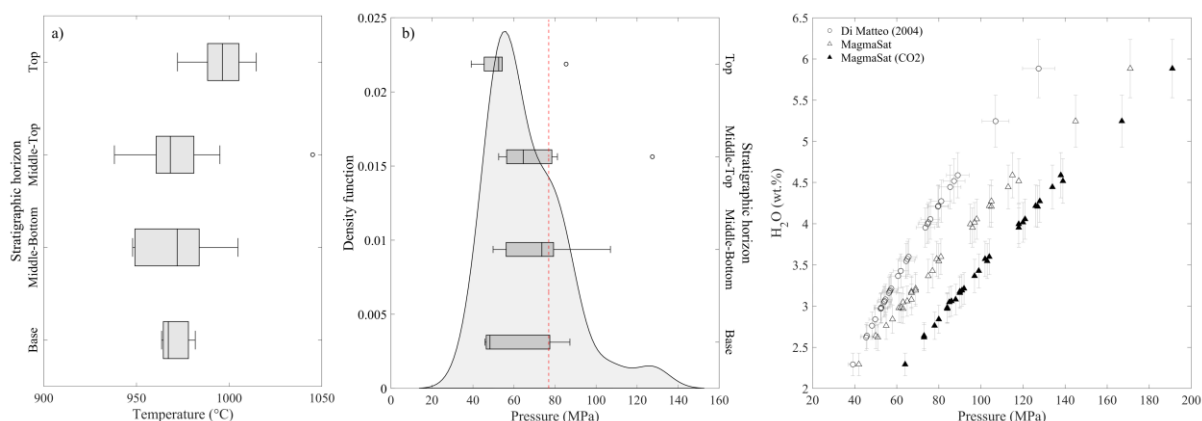 a)
Top
Middle-Top
Middle-Bottom
Base
Stratigraphic horizon
900
950
1000
1050
Temperature (°C)
b)
0.025
0.02
0.015
0.01
0.005
0
Density function
0
20
40
60
80
100
120
140
160
Pressure (MPa)
Top
Middle-Top
Middle-Bottom
Base
Stratigraphic horizon
6.5
6
5.5
5
4.5
4
3.5
3
2.5
2
H2O (wt.%)
Di Matteo (2004)
MagmaSat
MagmaSat (CO2)
20
40
60
80
100
120
140
160
180
200
Pressure (MPa)